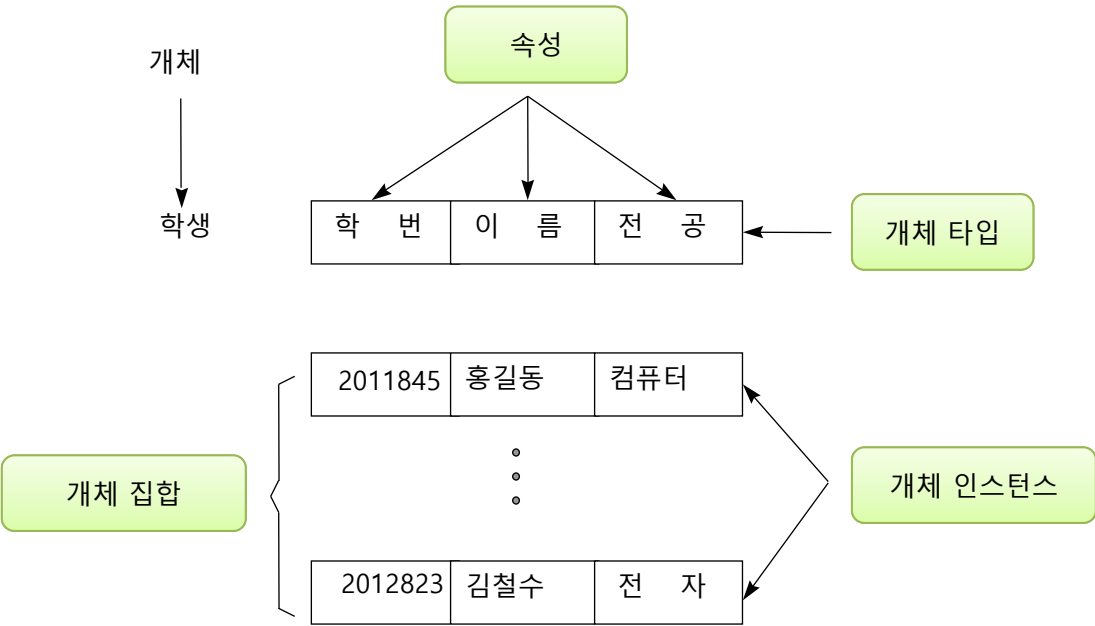 속성
개체
학생
학 번 이 름 전 공
개체 타입
2011845 홍길동 컴퓨터
개체 집합
개체 인스턴스
2012823 김철수 전 자